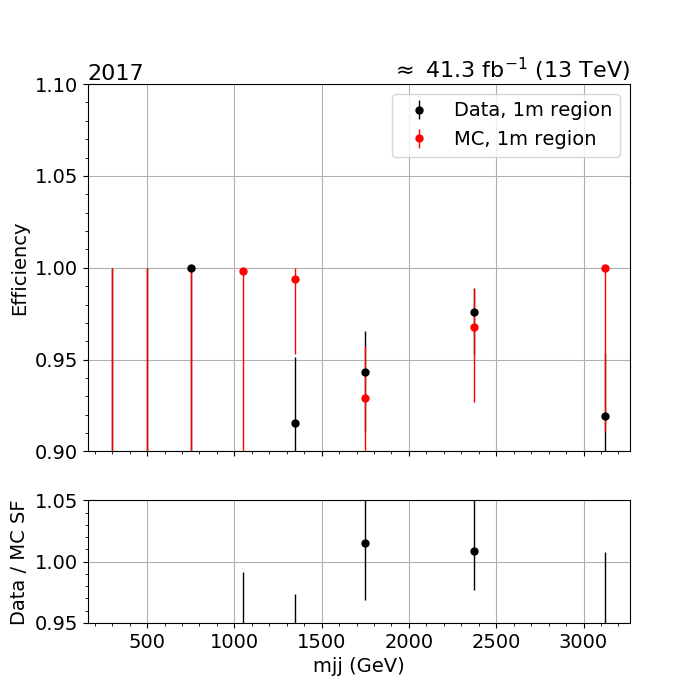 2017
≈ 41.3 fb⁻¹ (13 TeV)
Data, 1m region
MC, 1m region
Efficiency
1.10
1.05
1.00
0.95
0.90
Data / MC SF
1.05
1.00
0.95
500 1000 1500 2000 2500 3000
mjj (GeV)